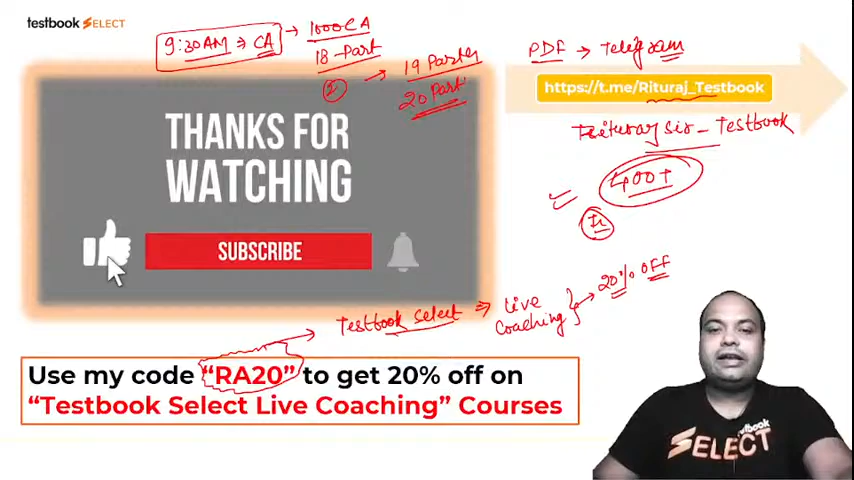 testbook SELECT
9:30AM ⇒ CA → 1000CA
18-Part
→ 19 Parts
20 Part
PDF → Telegram
https://t.me/Rituraj_Testbook
Rituraj sir - Testbook
400+
THANKS FOR
WATCHING
SUBSCRIBE
Testbook Select ⇒ Live
Coaching
→ 20% OFF
Use my code “RA20” to get 20% off on
“Testbook Select Live Coaching” Courses
testbook
SELECT